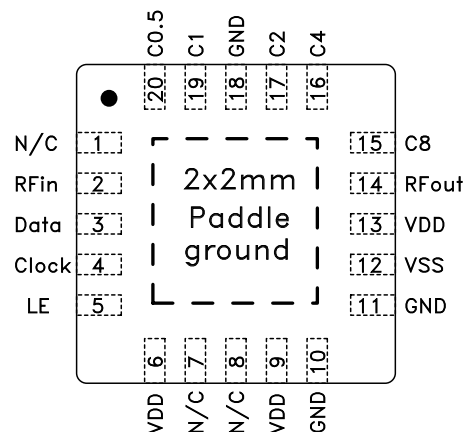 C0.5 C1 GND C2 C4
20 19 18 17 16
N/C 1 15 C8
RFin 2 14 RFout
Data 3 13 VDD
Clock 4 12 VSS
LE 5 11 GND
2x2mm
Paddle
ground
6 7 8 9 10
VDD N/C N/C VDD GND